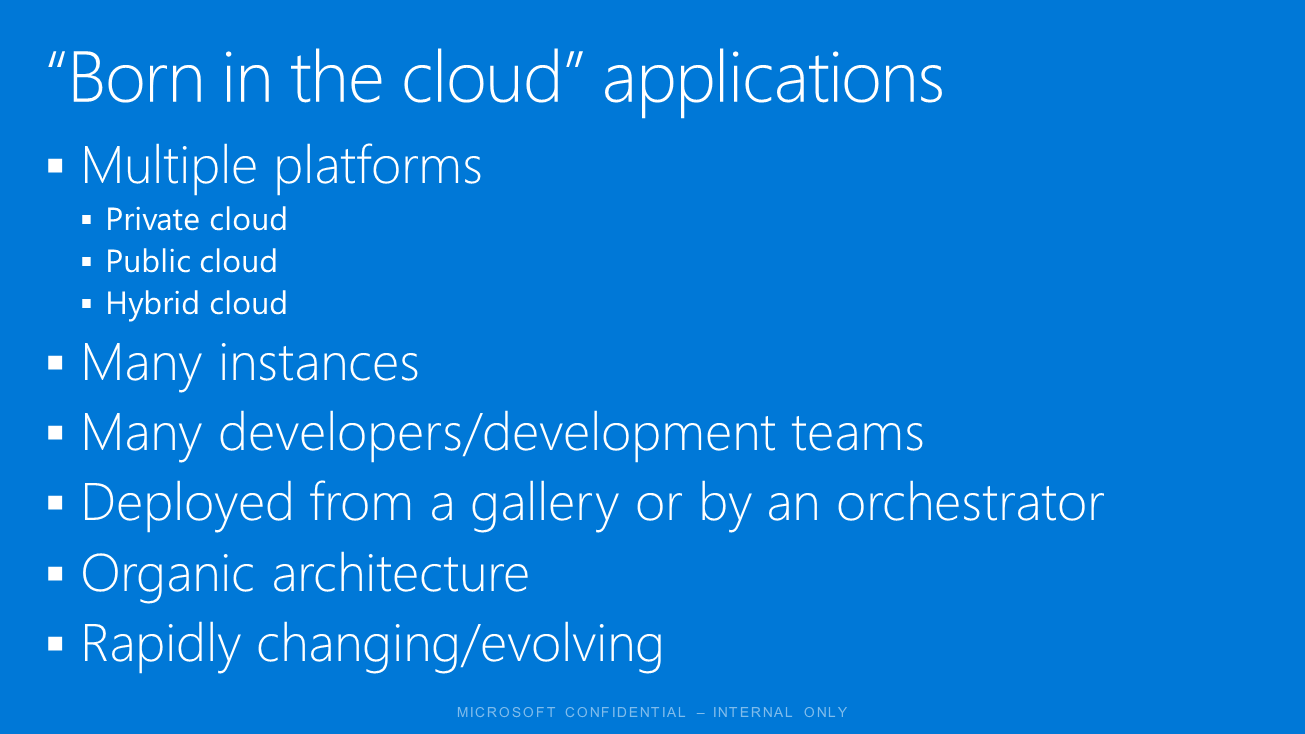 “Born in the cloud” applications
▪ Multiple platforms
▪ Private cloud
▪ Public cloud
▪ Hybrid cloud
▪ Many instances
▪ Many developers/development teams
▪ Deployed from a gallery or by an orchestrator
▪ Organic architecture
▪ Rapidly changing/evolving
MICROSOFT CONFIDENTIAL – INTERNAL ONLY